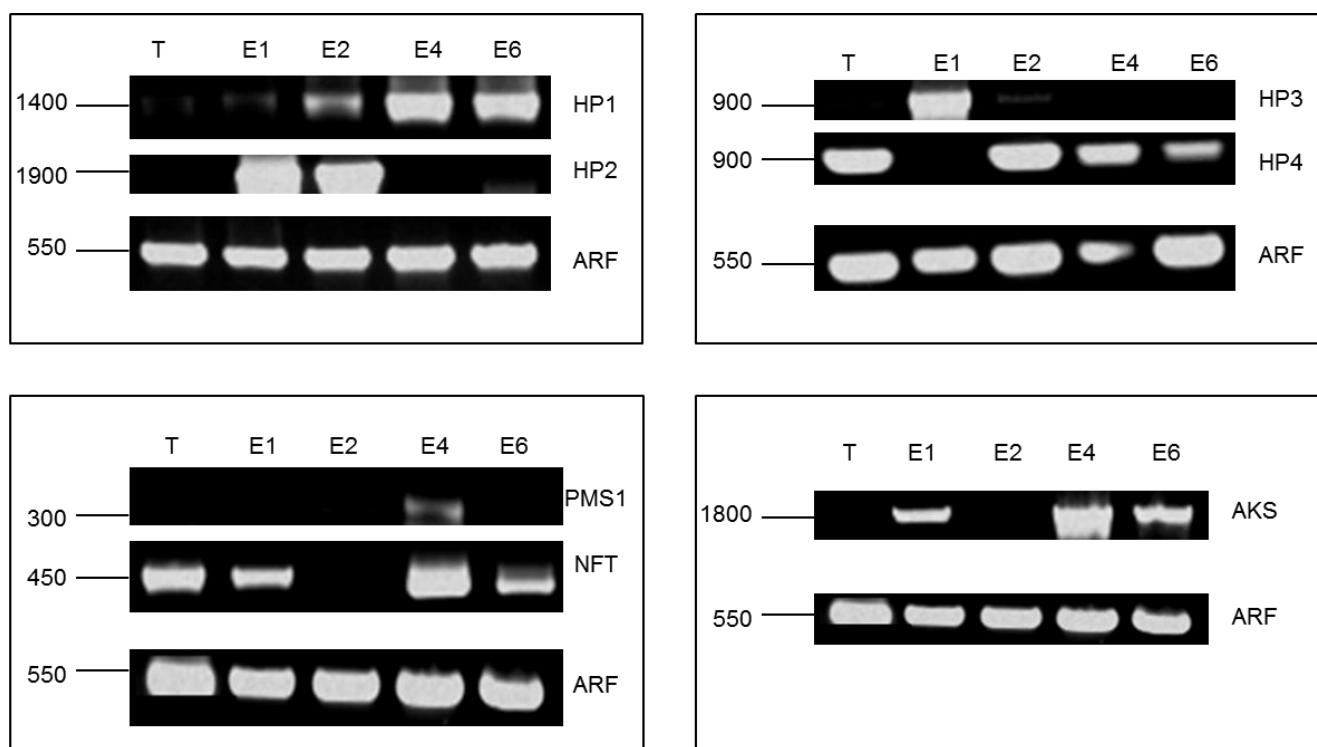 T E1 E2 E4 E6
1400 HP1
1900 HP2
550 ARF
T E1 E2 E4 E6
900 HP3
900 HP4
550 ARF
T E1 E2 E4 E6
300 PMS1
450 NFT
550 ARF
T E1 E2 E4 E6
1800 AKS
550 ARF